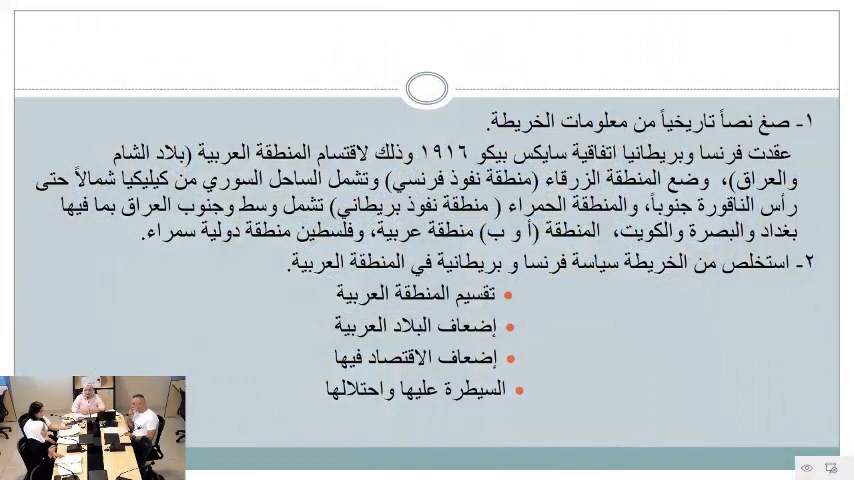 ١- صغ نصاً تاريخياً من معلومات الخريطة.
عقدت فرنسا وبريطانيا اتفاقية سايكس بيكو ١٩١٦ وذلك لاقتسام المنطقة العربية (بلاد الشام
والعراق)، وضع المنطقة الزرقاء (منطقة نفوذ فرنسي) وتشمل الساحل السوري من كيليكيا شمالاً حتى
رأس الناقورة جنوباً، والمنطقة الحمراء ( منطقة نفوذ بريطاني) تشمل وسط وجنوب العراق بما فيها
بغداد والبصرة والكويت، المنطقة (أ و ب) منطقة عربية، وفلسطين منطقة دولية سمراء.
٢- استخلص من الخريطة سياسة فرنسا و بريطانية في المنطقة العربية.
• تقسيم المنطقة العربية
• إضعاف البلاد العربية
• إضعاف الاقتصاد فيها
• السيطرة عليها واحتلالها